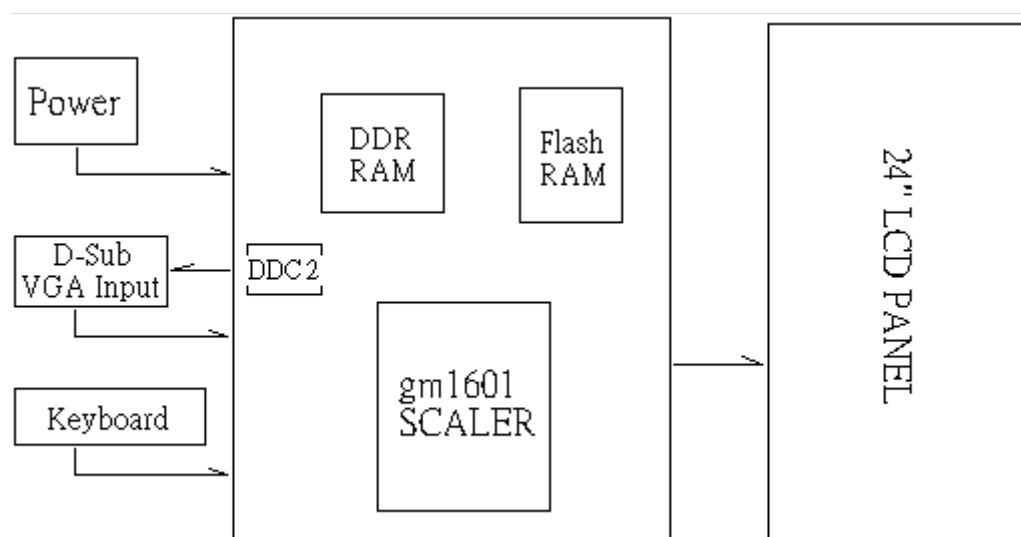 Power
D-Sub
VGA Input
Keyboard
DDR
RAM
Flash
RAM
DDC2
gm1601
SCALER
24" LCD PANEL